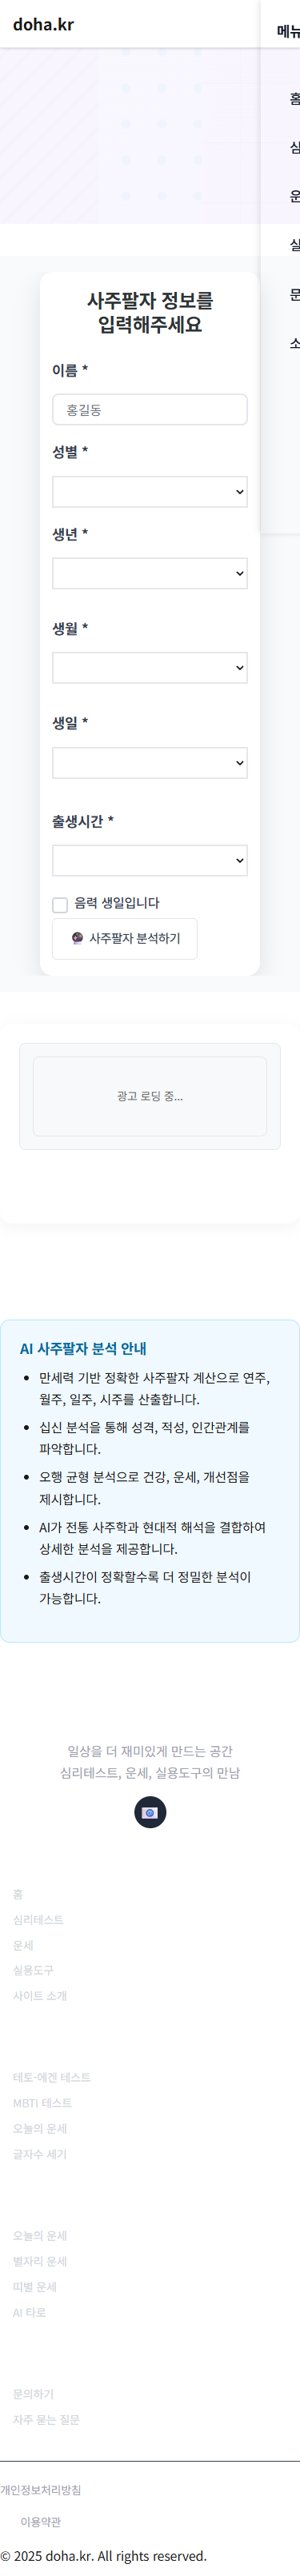 doha.kr
메뉴
홈
심
운
실
문
소
사주팔자 정보를
입력해주세요
이름 *
홍길동
성별 *
생년 *
생월 *
생일 *
출생시간 *
음력 생일입니다
🔮 사주팔자 분석하기
광고 로딩 중...
AI 사주팔자 분석 안내
만세력 기반 정확한 사주팔자 계산으로 연주,
월주, 일주, 시주를 산출합니다.
십신 분석을 통해 성격, 적성, 인간관계를
파악합니다.
오행 균형 분석으로 건강, 운세, 개선점을
제시합니다.
AI가 전통 사주학과 현대적 해석을 결합하여
상세한 분석을 제공합니다.
출생시간이 정확할수록 더 정밀한 분석이
가능합니다.
일상을 더 재미있게 만드는 공간
심리테스트, 운세, 실용도구의 만남
홈
심리테스트
운세
실용도구
사이트 소개
테토-에겐 테스트
MBTI 테스트
오늘의 운세
글자수 세기
오늘의 운세
별자리 운세
띠별 운세
AI 타로
문의하기
자주 묻는 질문
개인정보처리방침
이용약관
© 2025 doha.kr. All rights reserved.